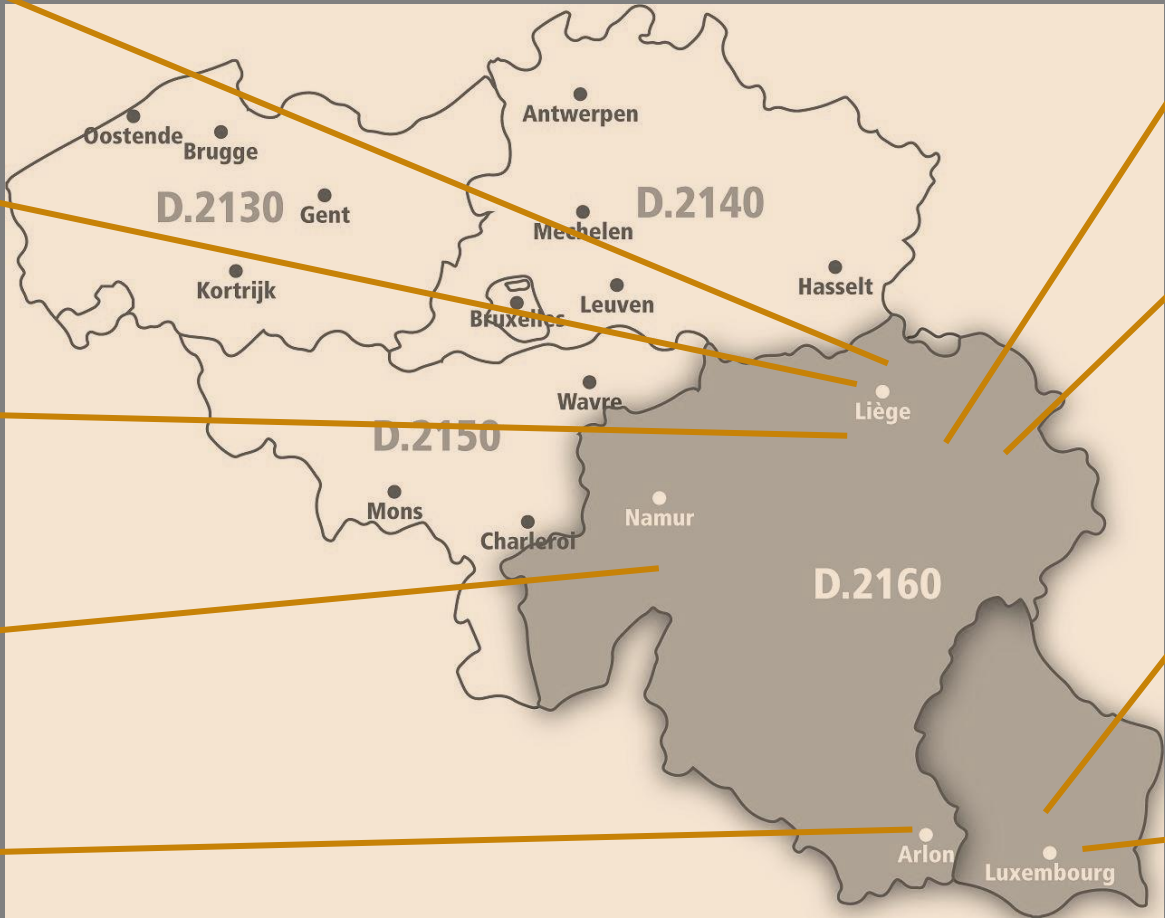 Antwerpen
Oostende
Brugge
D.2130
Gent
D.2140
Mechelen
Kortrijk
Hasselt
Leuven
Bruxelles
Wavre
Liège
D.2150
Mons
Namur
Charleroi
D.2160
Arlon
Luxembourg